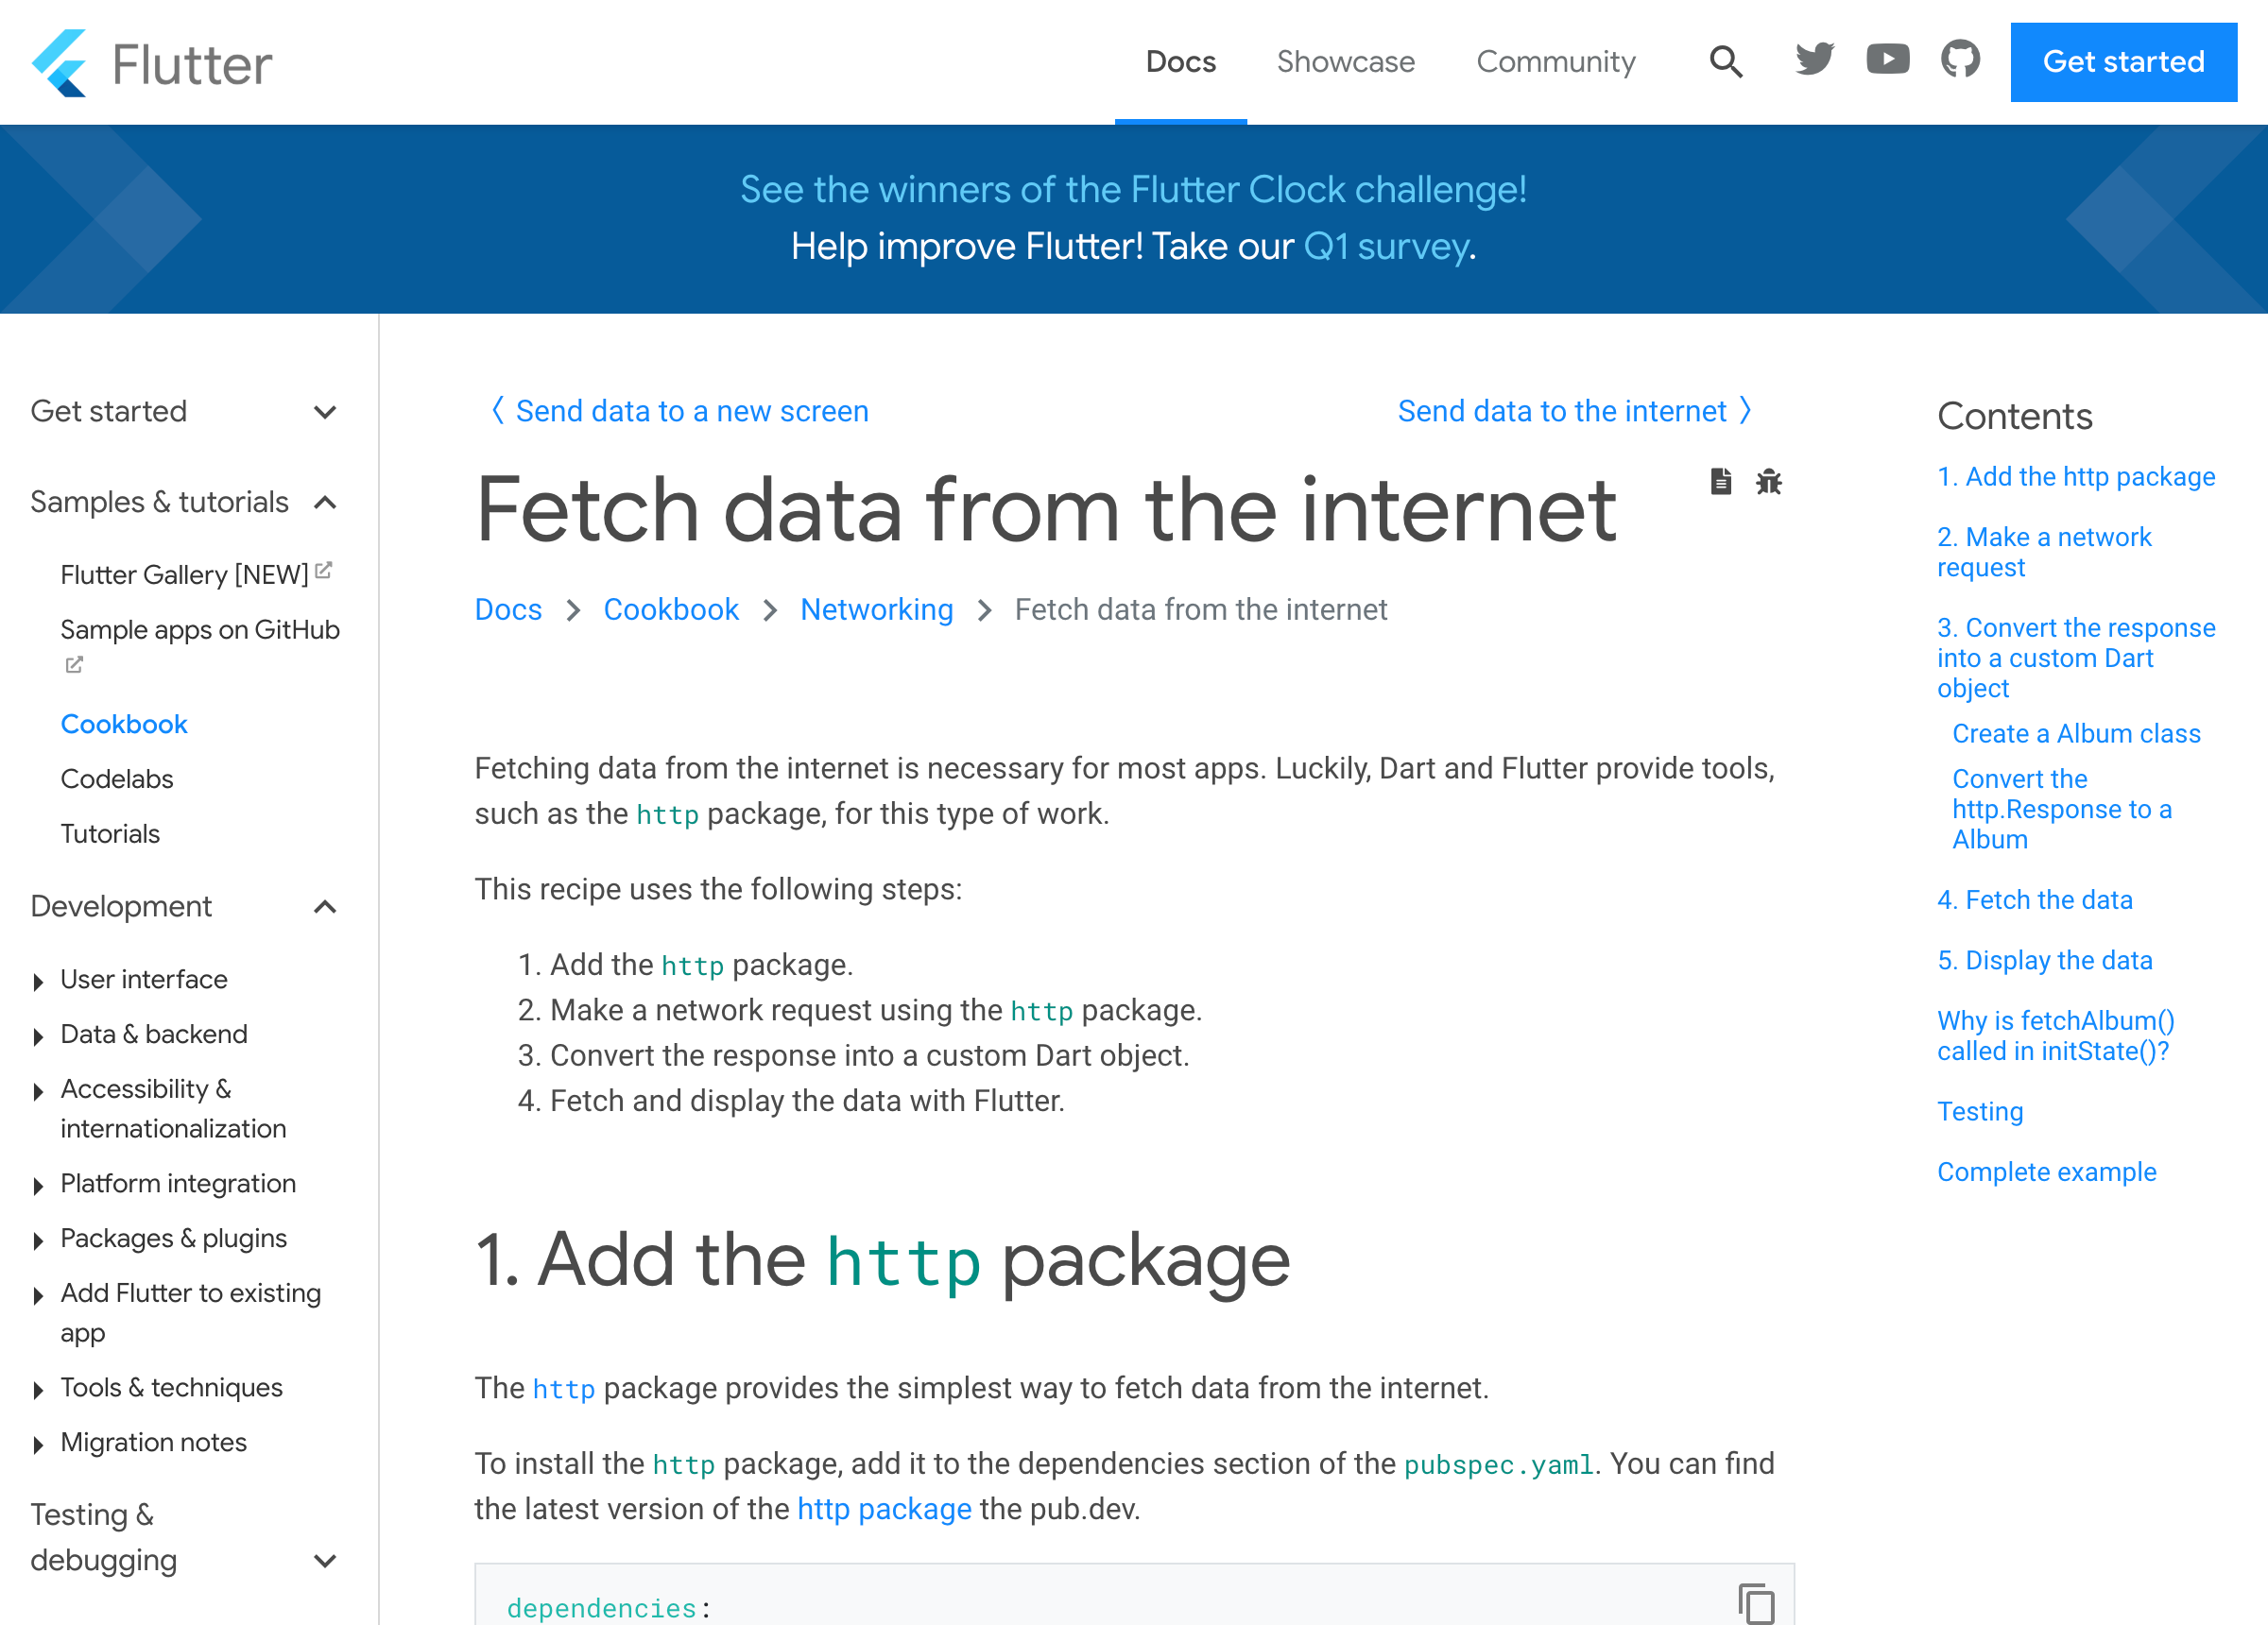 Flutter
Docs
Showcase
Community
Get started
See the winners of the Flutter Clock challenge!
Help improve Flutter! Take our Q1 survey.
Get started
Samples & tutorials
Flutter Gallery [NEW]
Sample apps on GitHub
Cookbook
Codelabs
Tutorials
Development
User interface
Data & backend
Accessibility &
internationalization
Platform integration
Packages & plugins
Add Flutter to existing
app
Tools & techniques
Migration notes
Testing &
debugging
〈 Send data to a new screen
Send data to the internet 〉
Fetch data from the internet
Docs > Cookbook > Networking > Fetch data from the internet
Fetching data from the internet is necessary for most apps. Luckily, Dart and Flutter provide tools,
such as the http package, for this type of work.
This recipe uses the following steps:
1. Add the http package.
2. Make a network request using the http package.
3. Convert the response into a custom Dart object.
4. Fetch and display the data with Flutter.
1. Add the http package
The http package provides the simplest way to fetch data from the internet.
To install the http package, add it to the dependencies section of the pubspec.yaml. You can find
the latest version of the http package the pub.dev.
dependencies:
Contents
1. Add the http package
2. Make a network
request
3. Convert the response
into a custom Dart
object
Create a Album class
Convert the
http.Response to a
Album
4. Fetch the data
5. Display the data
Why is fetchAlbum()
called in initState()?
Testing
Complete example